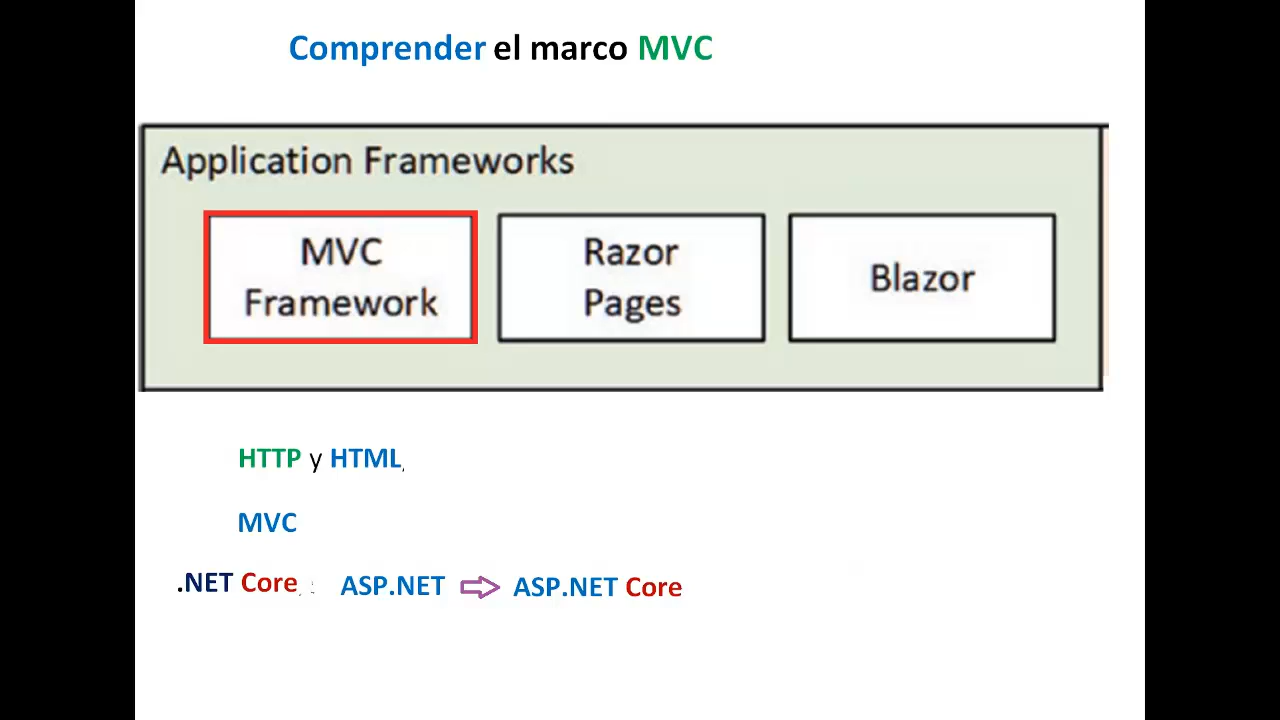 Comprender el marco MVC
Application Frameworks
MVC
Framework
Razor
Pages
Blazor
HTTP y HTML,
MVC
.NET Core, : ASP.NET ⇨ ASP.NET Core